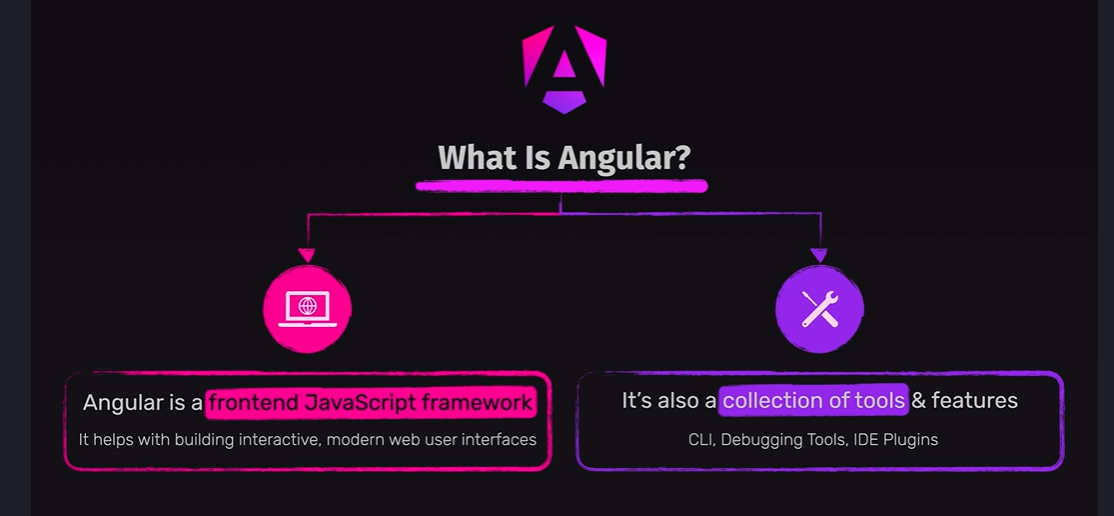 What Is Angular?
Angular is a frontend JavaScript framework
It helps with building interactive, modern web user interfaces
It's also a collection of tools & features
CLI, Debugging Tools, IDE Plugins